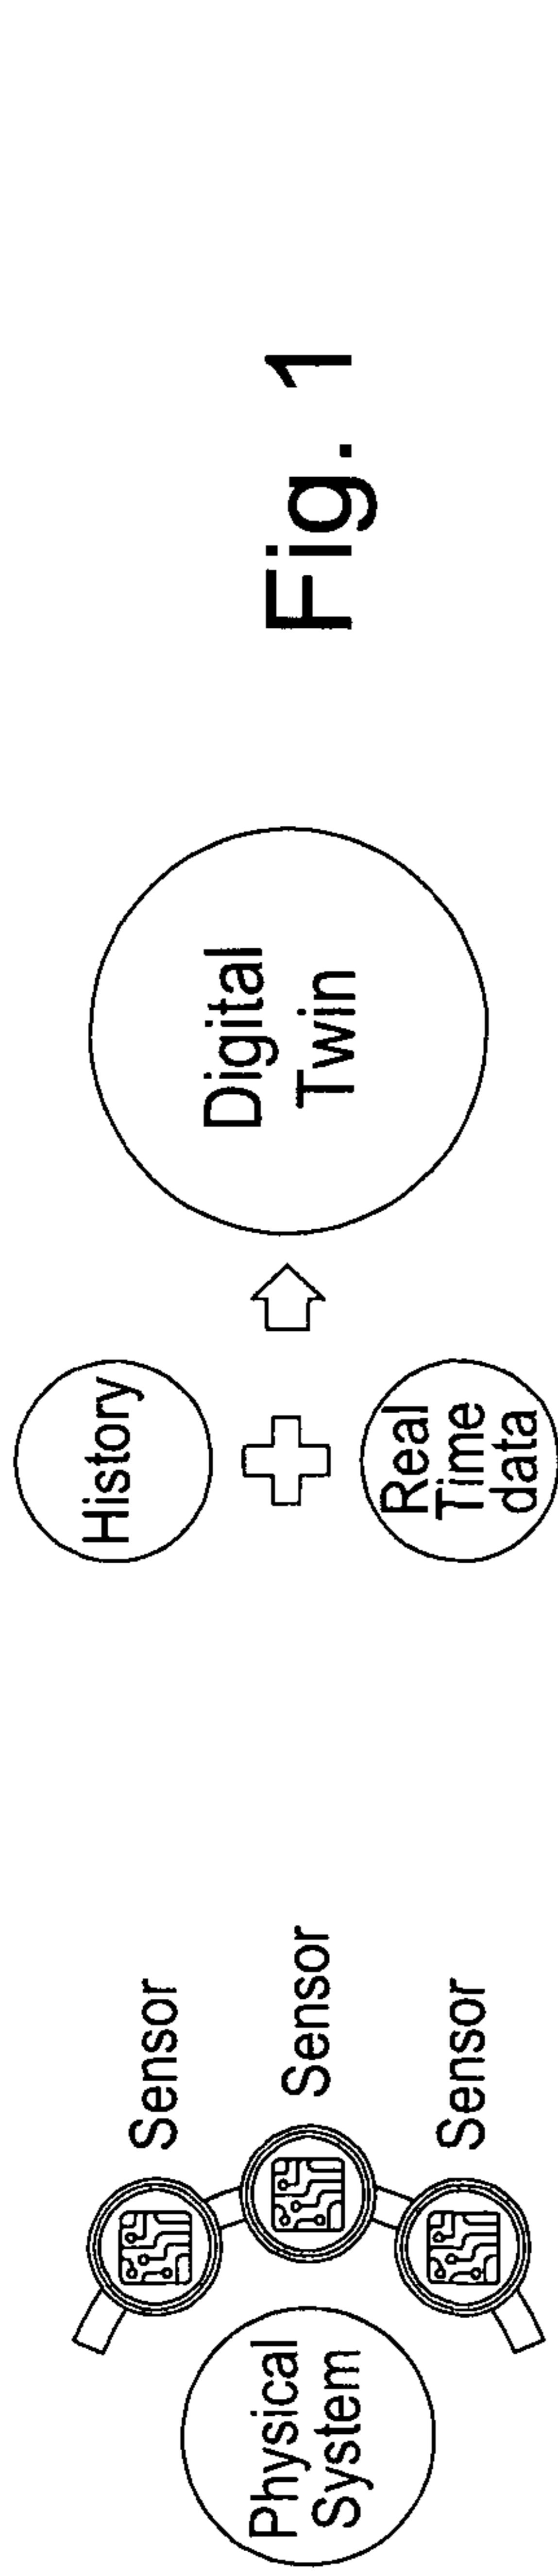 Physical
System
Sensor
Sensor
Sensor
History
Real
Time
data
Digital
Twin
Fig. 1